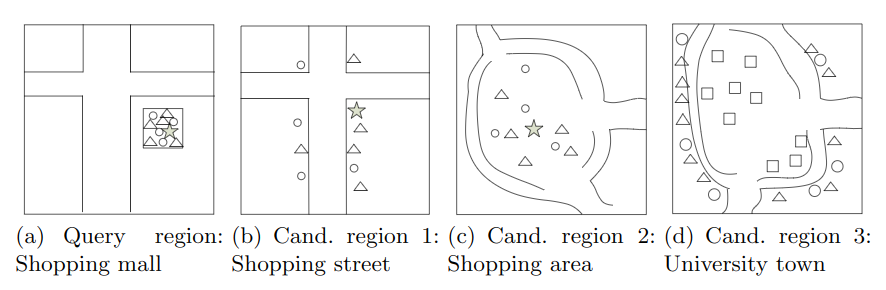 (a) Query region:
Shopping mall
(b) Cand. region 1:
Shopping street
(c) Cand. region 2:
Shopping area
(d) Cand. region 3:
University town